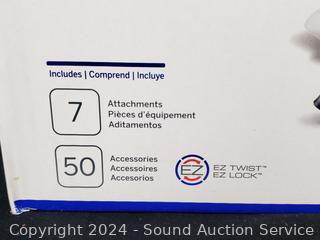 Includes | Comprend | Incluye
7
Attachments
Pièces d'équipement
Aditamentos
50
Accessories
Accessoires
Accesorios
EZ
EZ TWIST™
EZ LOCK™
Copyright © 2024 - Sound Auction Service